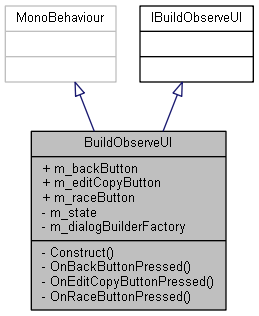 MonoBehaviour
IBuildObserveUI
BuildObserveUI
+ m_backButton
+ m_editCopyButton
+ m_raceButton
- m_state
- m_dialogBuilderFactory
- Construct()
- OnBackButtonPressed()
- OnEditCopyButtonPressed()
- OnRaceButtonPressed()